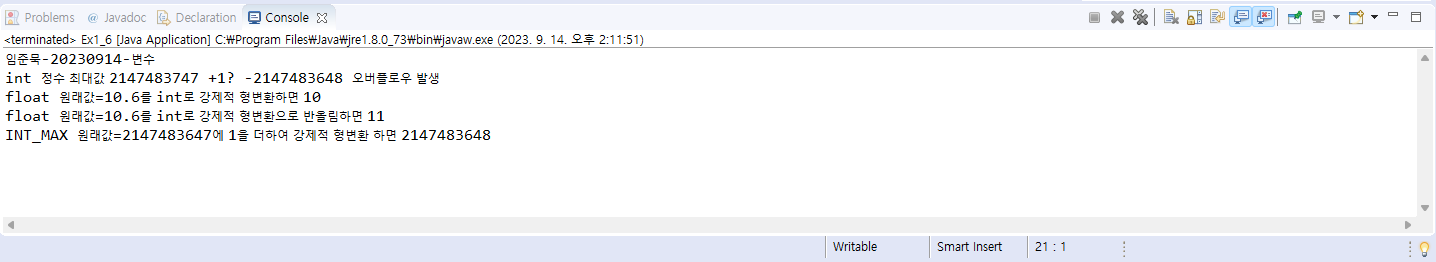 Problems @ Javadoc Declaration Console
<terminated> Ex1_6 [Java Application] C:₩Program Files₩Java₩jre1.8.0_73₩bin₩javaw.exe (2023. 9. 14. 오후 2:11:51)
임준묵-20230914-변수
int 정수 최대값 2147483747 +1? -2147483648 오버플로우 발생
float 원래값=10.6를 int로 강제적 형변환하면 10
float 원래값=10.6를 int로 강제적 형변환으로 반올림하면 11
INT_MAX 원래값=2147483647에 1을 더하여 강제적 형변환 하면 2147483648
Writable Smart Insert 21 : 1